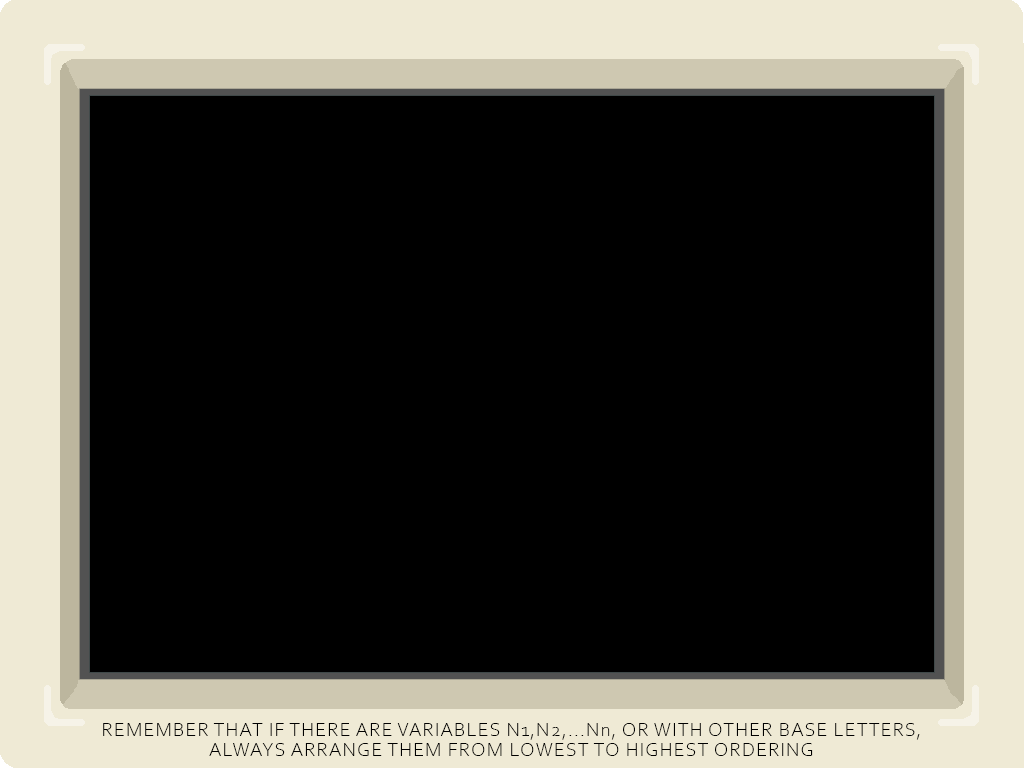 REMEMBER THAT IF THERE ARE VARIABLES N1,N2,...Nn, OR WITH OTHER BASE LETTERS,
ALWAYS ARRANGE THEM FROM LOWEST TO HIGHEST ORDERING